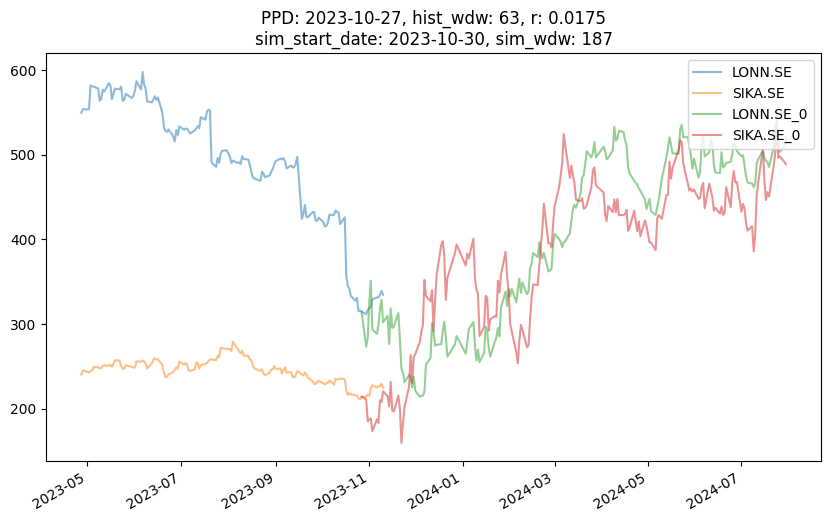 PPD: 2023-10-27, hist_wdw: 63, r: 0.0175
sim_start_date: 2023-10-30, sim_wdw: 187
600
500
400
300
200
LONN.SE
SIKA.SE
LONN.SE_0
SIKA.SE_0
2023-05
2023-07
2023-09
2023-11
2024-01
2024-03
2024-05
2024-07